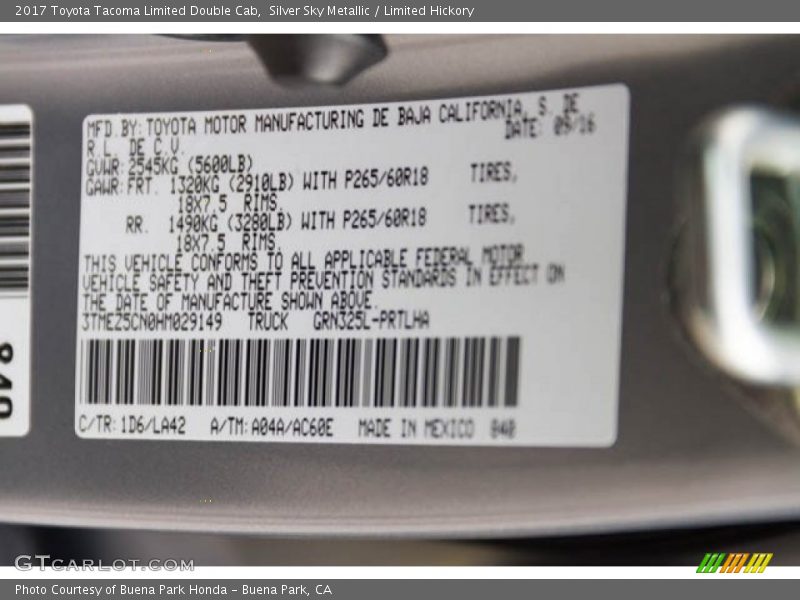 2017 Toyota Tacoma Limited Double Cab,  Silver Sky Metallic / Limited Hickory
MFD. BY: TOYOTA MOTOR MANUFACTURING DE BAJA CALIFORNIA, S. DE
R.L. DE C.V.    DATE: 09/16
GVWR: 2545KG (5600LB)
GAWR: FRT. 1320KG (2910LB) WITH P265/60R18    TIRES,
18X7.5 RIMS,
RR. 1490KG (3280LB) WITH P265/60R18    TIRES,
18X7.5 RIMS,
THIS VEHICLE CONFORMS TO ALL APPLICABLE FEDERAL MOTOR
VEHICLE SAFETY AND THEFT PREVENTION STANDARDS IN EFFECT ON
THE DATE OF MANUFACTURE SHOWN ABOVE.
3TMEZ5CN0HM029149    TRUCK    GRN325L-PRTLHA
C/TR: 1D6/LA42    A/TM: A04A/AC60E    MADE IN MEXICO    840
840
GTCARLOT.COM
Photo Courtesy of Buena Park Honda - Buena Park, CA